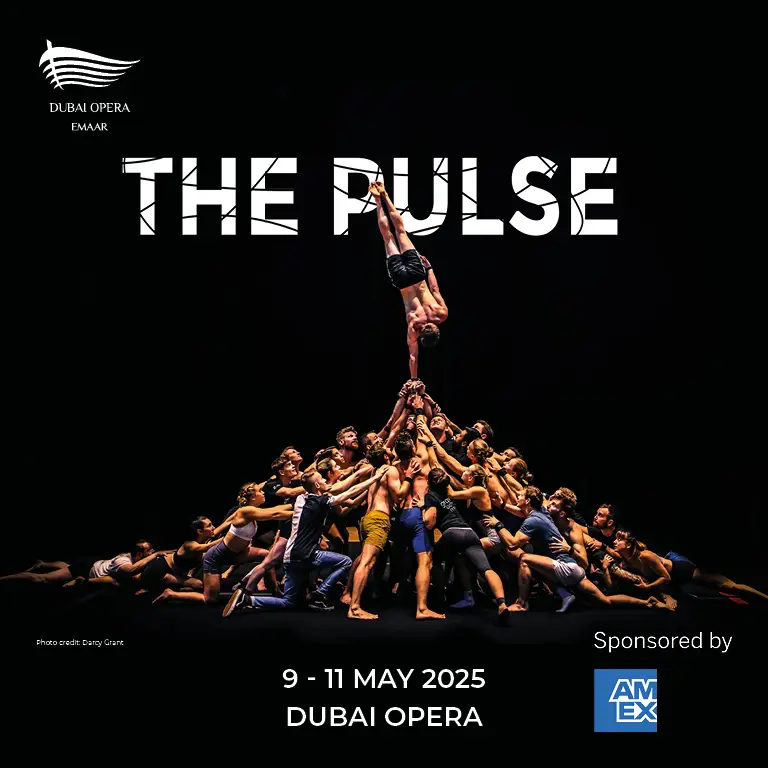 DUBAI OPERA
EMAAR
THE PULSE
Photo credit: Darcy Grant
Sponsored by
AM
EX
9 - 11 MAY 2025
DUBAI OPERA